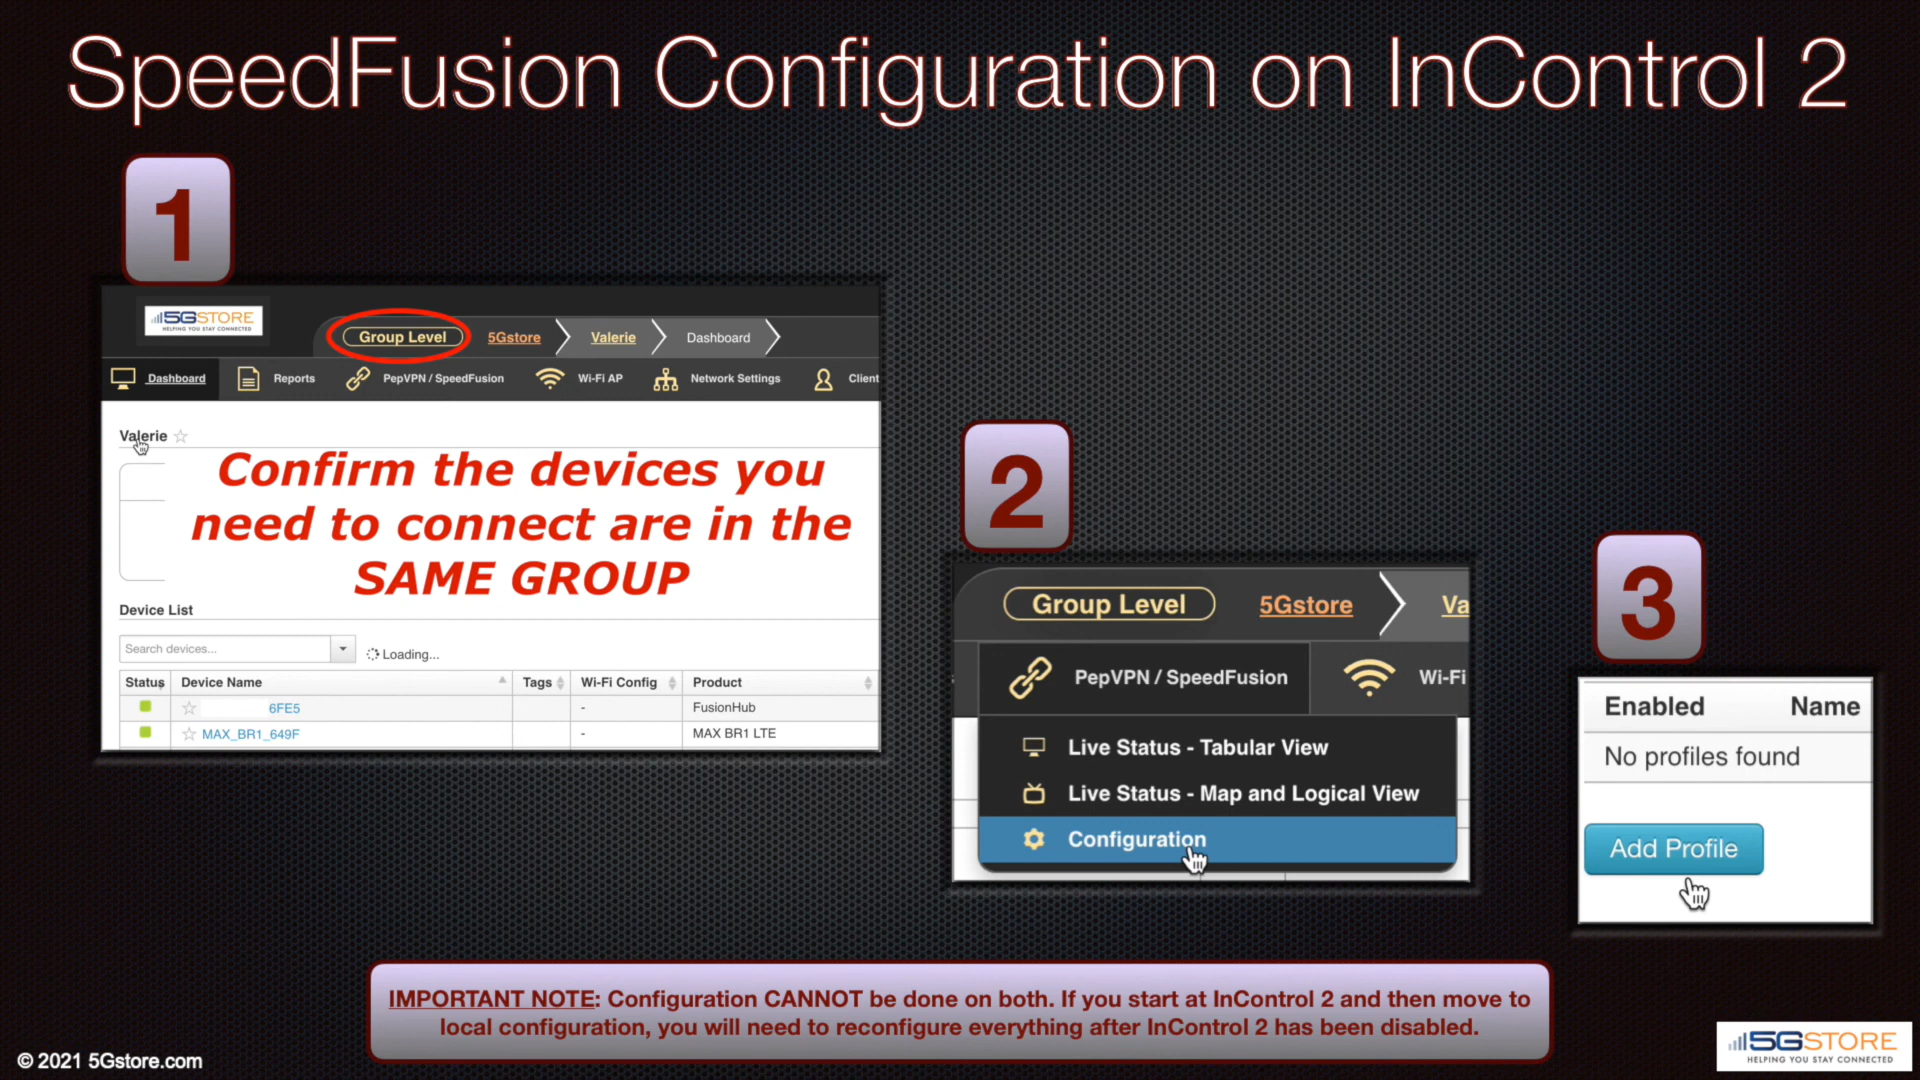 SpeedFusion Configuration on InControl 2
1
5GSTORE
HELPING YOU STAY CONNECTED
Group Level 5Gstore Valerie Dashboard
Dashboard Reports PepVPN / SpeedFusion Wi-Fi AP Network Settings Client
Valerie
Confirm the devices you
need to connect are in the
SAME GROUP
Device List
Search devices... Loading...
Status Device Name Tags Wi-Fi Config Product
6FE5 - FusionHub
MAX_BR1_649F - MAX BR1 LTE
2
Group Level 5Gstore Va
PepVPN / SpeedFusion Wi-Fi
Live Status - Tabular View
Live Status - Map and Logical View
Configuration
3
Enabled Name
No profiles found
Add Profile
IMPORTANT NOTE: Configuration CANNOT be done on both. If you start at InControl 2 and then move to
local configuration, you will need to reconfigure everything after InControl 2 has been disabled.
© 2021 5Gstore.com
5GSTORE
HELPING YOU STAY CONNECTED